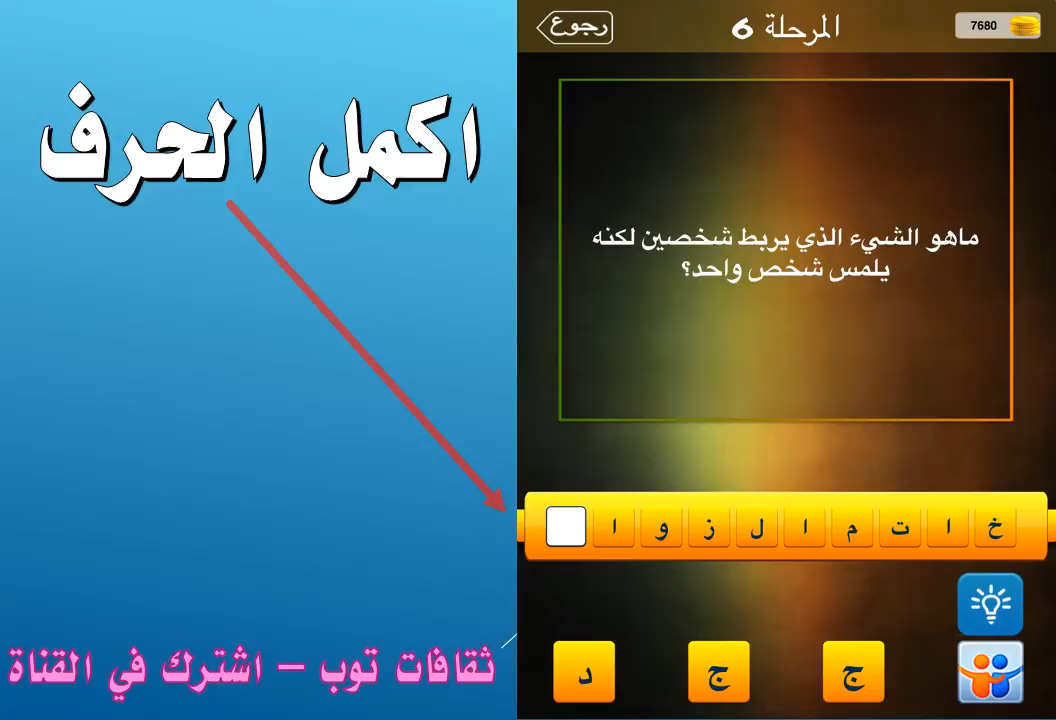 اكمل الحرف
ثقافات توب – اشترك في القناة
رجوع
المرحلة 6
7680
ماهو الشيء الذي يربط شخصين لكنه
يلمس شخص واحد؟
خ ا ت م ا ل ز و ا
ج ج د